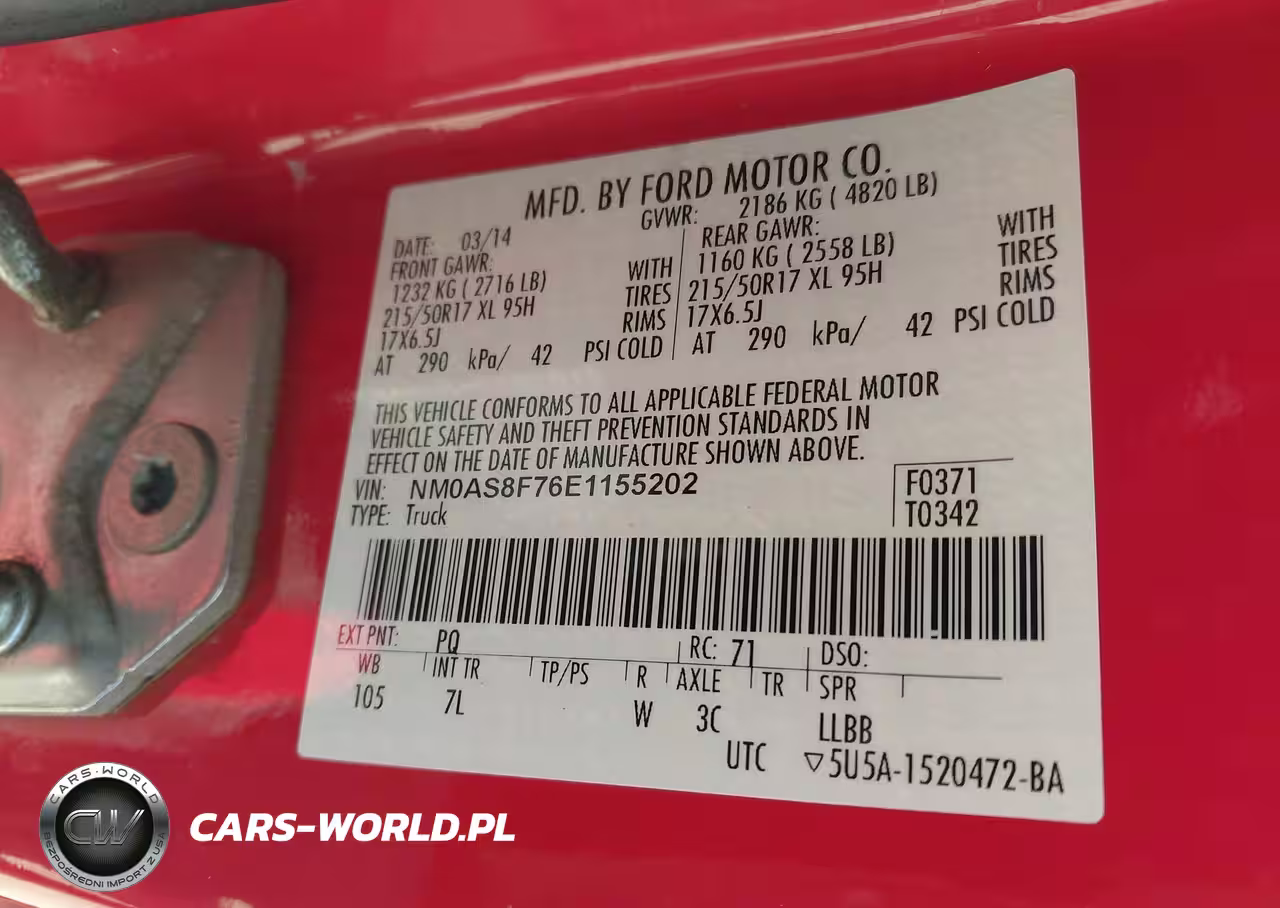 MFD. BY FORD MOTOR CO.
DATE: 03/14 GVWR: 2186 KG ( 4820 LB)
FRONT GAWR: REAR GAWR:
1232 KG ( 2716 LB) WITH 1160 KG ( 2558 LB) WITH
215/50R17 XL 95H TIRES 215/50R17 XL 95H TIRES
17X6.5J RIMS 17X6.5J RIMS
AT 290 kPa/ 42 PSI COLD AT 290 kPa/ 42 PSI COLD
THIS VEHICLE CONFORMS TO ALL APPLICABLE FEDERAL MOTOR
VEHICLE SAFETY AND THEFT PREVENTION STANDARDS IN
EFFECT ON THE DATE OF MANUFACTURE SHOWN ABOVE.
VIN: NM0AS8F76E1155202 F0371
TYPE: Truck T0342
EXT PNT: PQ RC: 71 DSO:
WB INT TR TP/PS R AXLE TR SPR
105 7L W 3C LLBB
UTC ▽5U5A-1520472-BA
CARS-WORLD
CW
BEZPOŚREDNI IMPORT Z USA
CARS-WORLD.PL